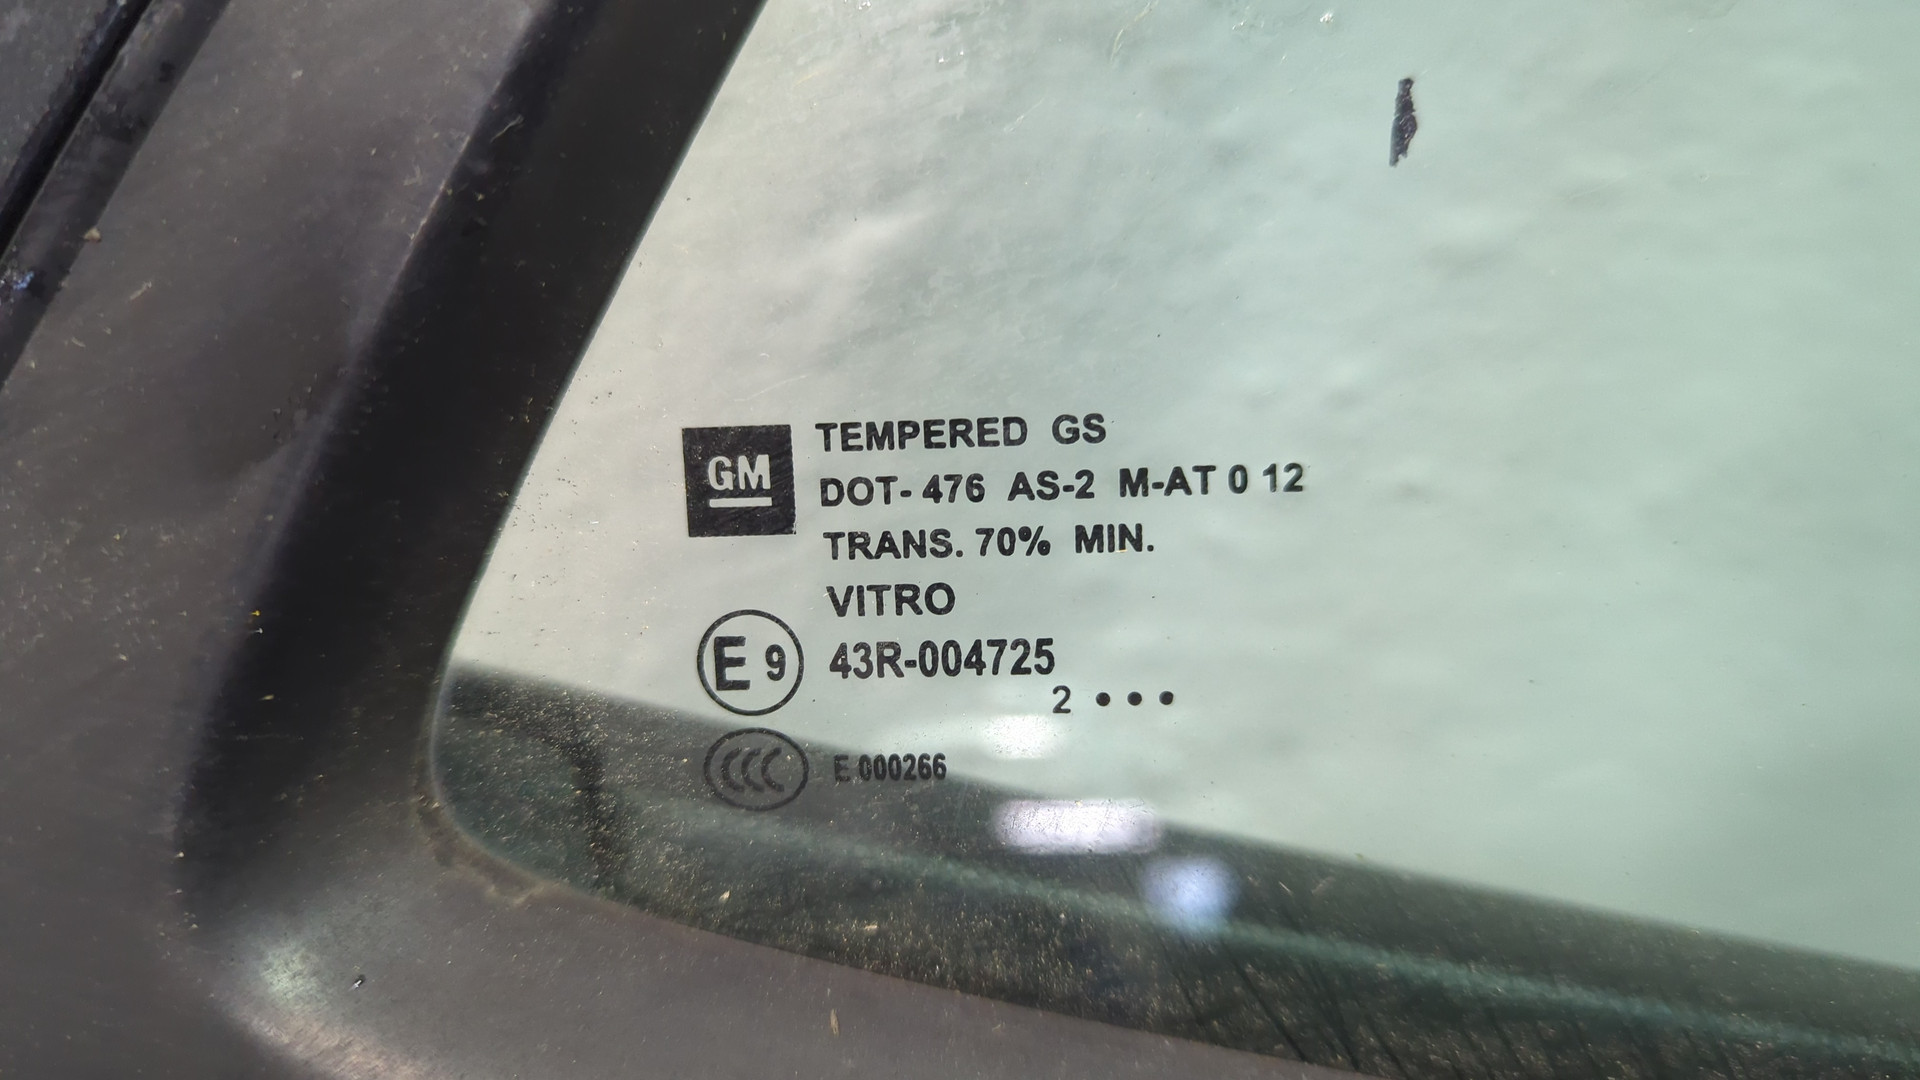 GM
TEMPERED GS
DOT- 476 AS-2 M-AT 0 12
TRANS. 70% MIN.
VITRO
E 9 43R-004725
2 •••
CCC E 000266